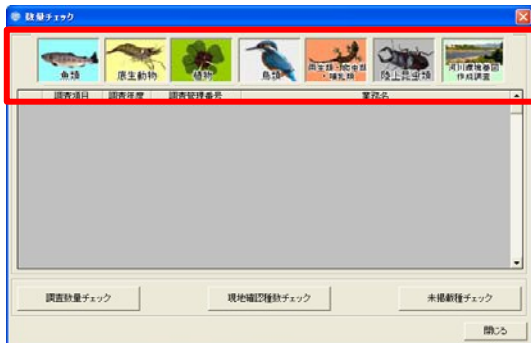 数量チェック
魚類
底生動物
植物
鳥類
両生類・爬虫類
・哺乳類
陸上昆虫類
河川環境基図
作成調査
調査項目 調査年度 調査管理番号 業務名
調査数量チェック 現地確認種数チェック 未掲載種チェック
閉じる